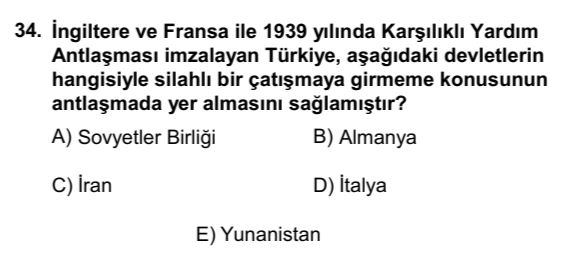 34. İngiltere ve Fransa ile 1939 yılında Karşılıklı Yardım
Antlaşması imzalayan Türkiye, aşağıdaki devletlerin
hangisiyle silahlı bir çatışmaya girmeme konusunun
antlaşmada yer almasını sağlamıştır?
A) Sovyetler Birliği B) Almanya
C) İran D) İtalya
E) Yunanistan